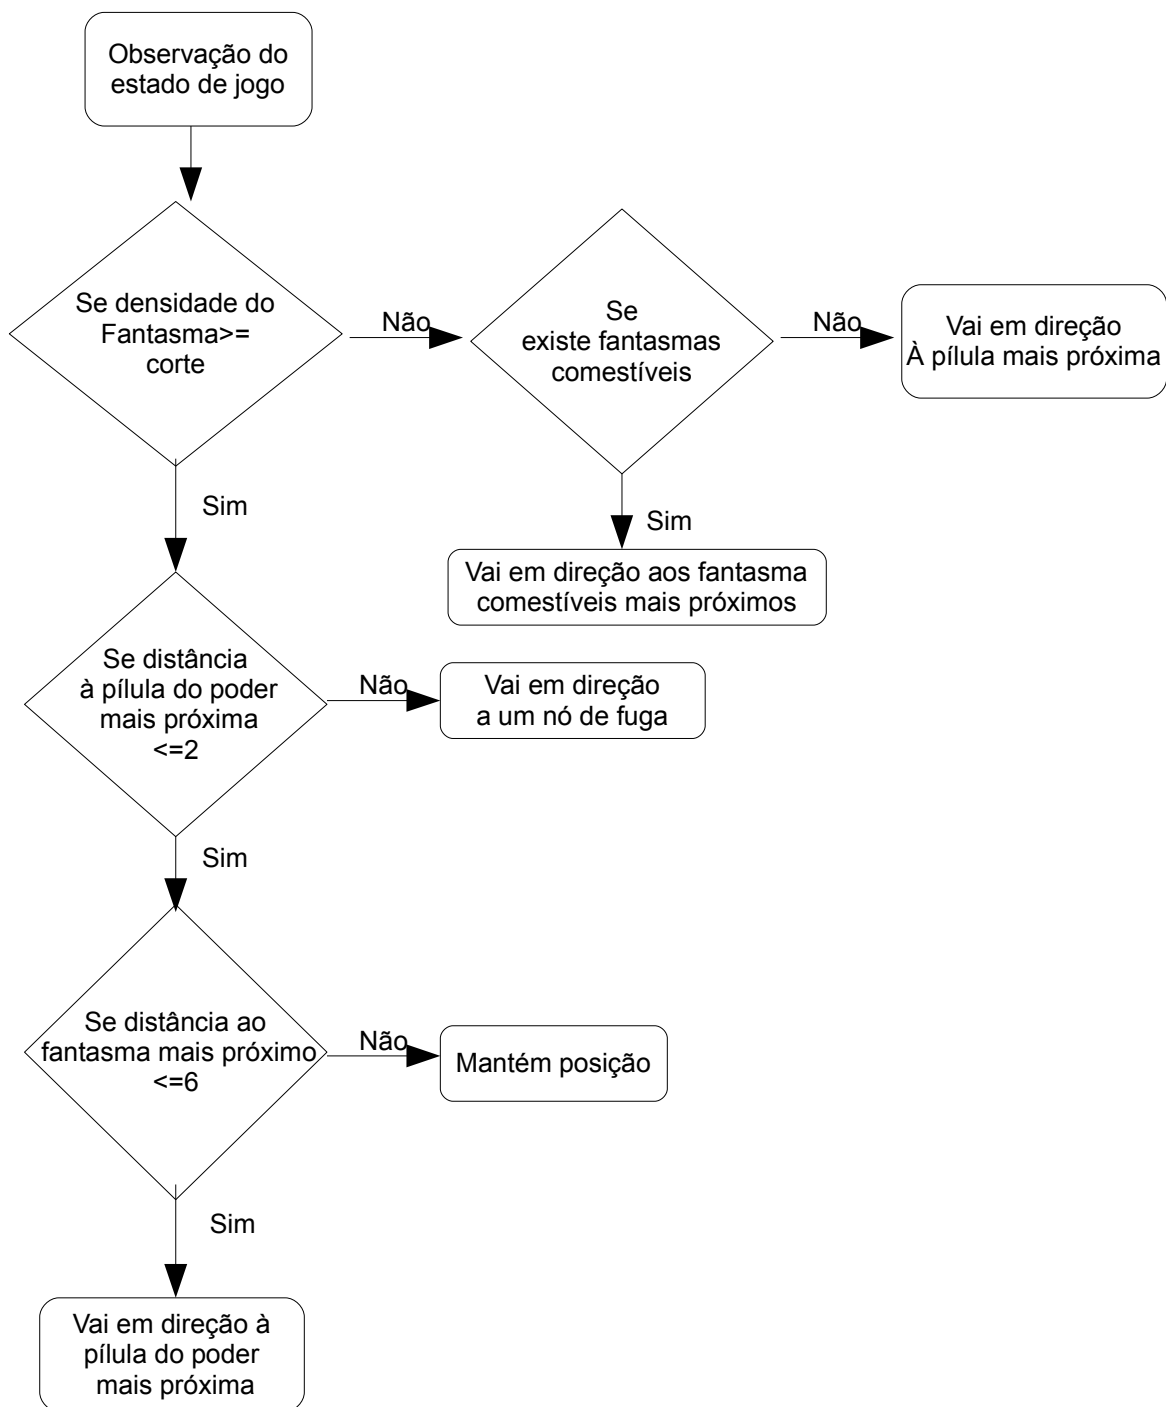 Observação do
estado de jogo
Se densidade do
Fantasma>=
corte
Não
Se
existe fantasmas
comestíveis
Não
Vai em direção
À pílula mais próxima
Sim
Sim
Vai em direção aos fantasma
comestíveis mais próximos
Se distância
à pílula do poder
mais próxima
<=2
Não
Vai em direção
a um nó de fuga
Sim
Se distância ao
fantasma mais próximo
<=6
Não
Mantém posição
Sim
Vai em direção à
pílula do poder
mais próxima